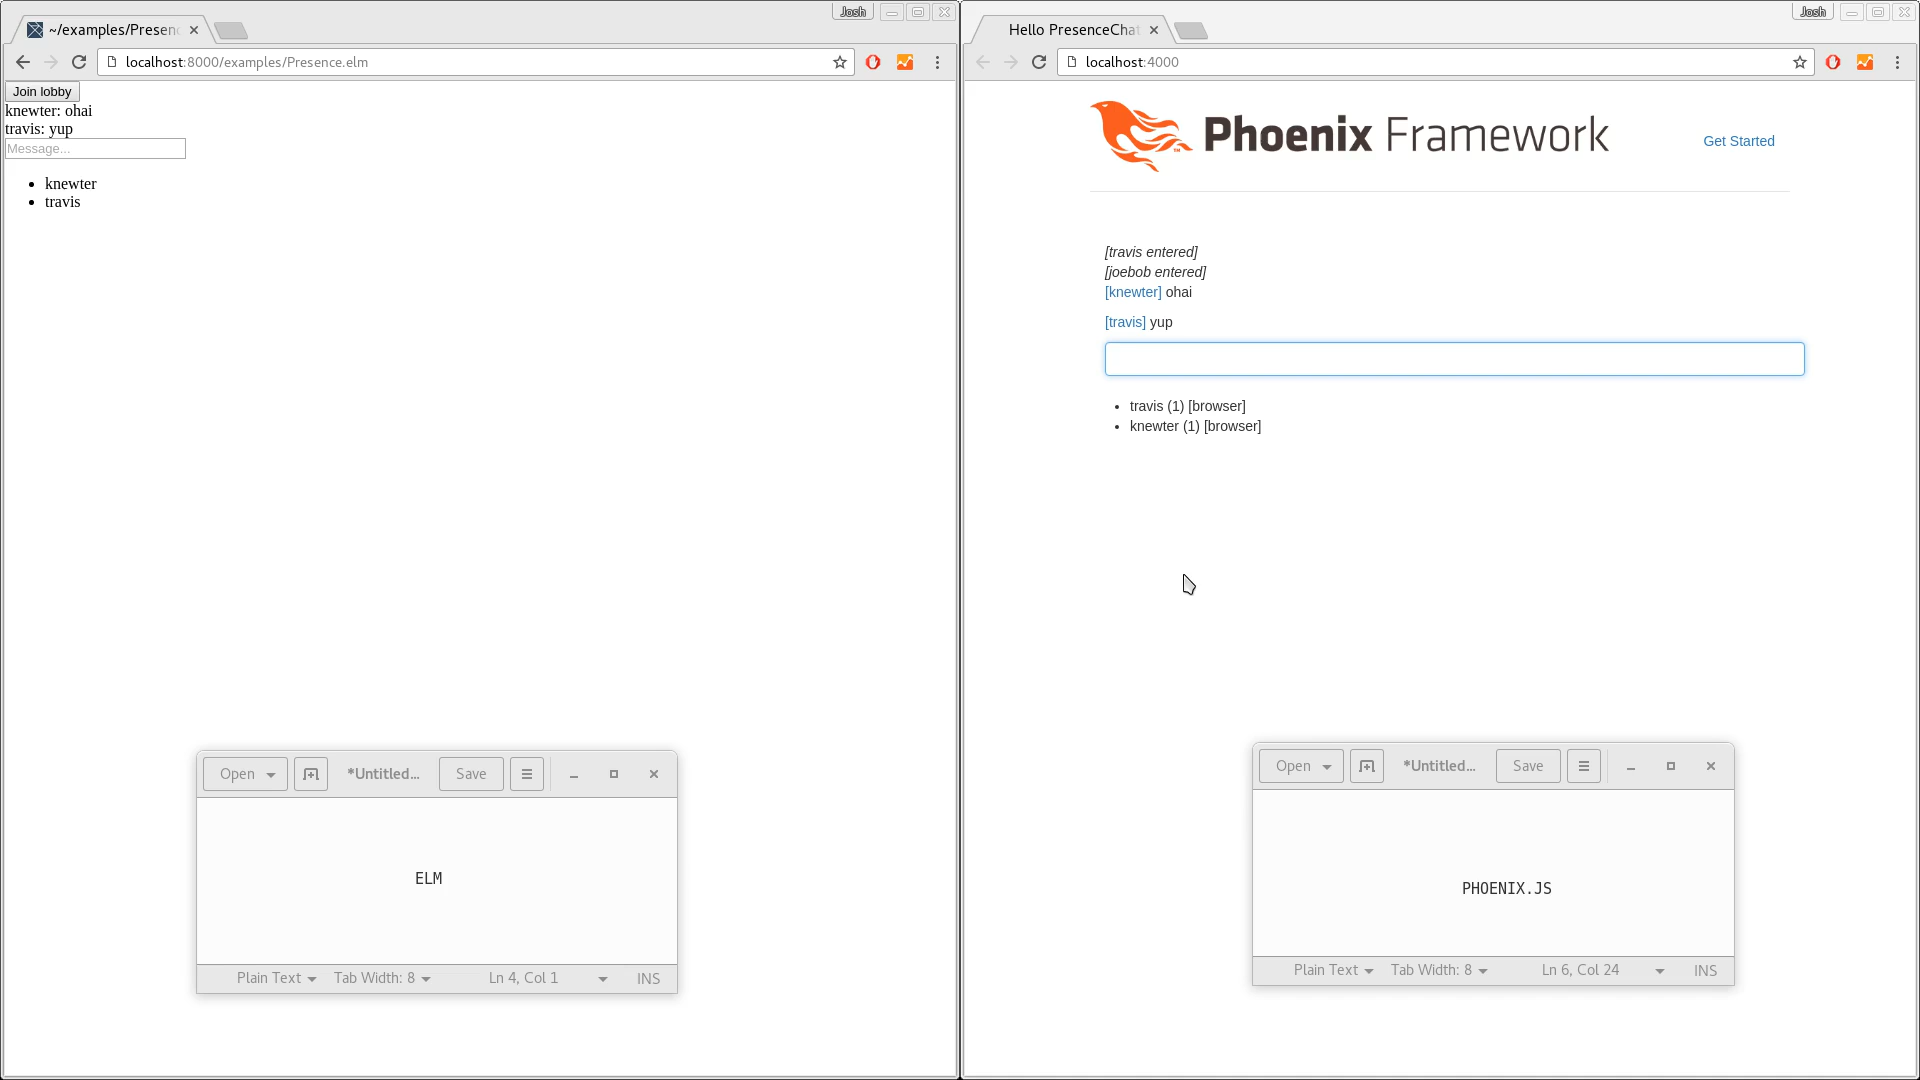 Josh
~/examples/Presenc
localhost:8000/examples/Presence.elm
Join lobby
knewter: ohai
travis: yup
Message...
• knewter
• travis
Open
*Untitled...
Save
ELM
Plain Text
Tab Width: 8
Ln 4, Col 1
INS
Josh
Hello PresenceChat
localhost:4000
Phoenix Framework
TM
Get Started
[travis entered]
[joebob entered]
[knewter] ohai
[travis] yup
• travis (1) [browser]
• knewter (1) [browser]
Open
*Untitled...
Save
PHOENIX.JS
Plain Text
Tab Width: 8
Ln 6, Col 24
INS